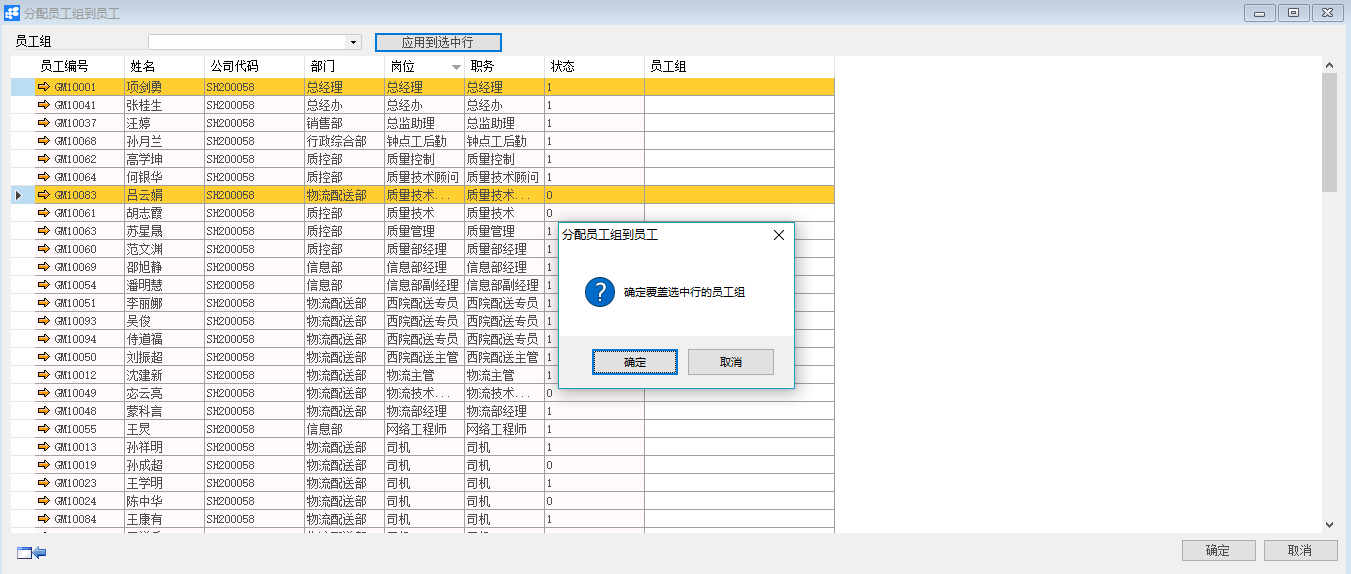 分配员工组到员工
员工组 应用到选中行
员工编号 姓名 公司代码 部门 岗位 职务 状态 员工组
GM10001 项剑勇 SH200058 总经理 总经理 总经理 1
GM10041 张桂生 SH200058 总经办 总经办 总经办 1
GM10037 汪婷 SH200058 销售部 总监助理 总监助理 1
GM10068 孙月兰 SH200058 行政综合部 钟点工后勤 钟点工后勤 1
GM10062 高学坤 SH200058 质控部 质量控制 质量控制 1
GM10064 何银华 SH200058 质控部 质量技术顾问 质量技术顾问 1
GM10083 吕云娟 SH200058 物流配送部 质量技术... 质量技术... 0
GM10061 胡志霞 SH200058 质控部 质量技术 质量技术 0
GM10063 苏星晟 SH200058 质控部 质量管理 质量管理 1
GM10060 范文渊 SH200058 质控部 质量部经理 质量部经理 1
GM10069 邵旭静 SH200058 信息部 信息部经理 信息部经理 1
GM10054 潘明慧 SH200058 信息部 信息部副经理 信息部副经理 1
GM10051 李丽娜 SH200058 物流配送部 西院配送专员 西院配送专员 1
GM10093 吴俊 SH200058 物流配送部 西院配送专员 西院配送专员 1
GM10094 侍道福 SH200058 物流配送部 西院配送专员 西院配送专员 1
GM10050 刘振超 SH200058 物流配送部 西院配送主管 西院配送主管 1
GM10012 沈建新 SH200058 物流配送部 物流主管 物流主管 1
GM10049 宓云亮 SH200058 物流配送部 物流技术... 物流技术... 0
GM10048 蒙科言 SH200058 物流配送部 物流部经理 物流部经理 1
GM10055 王炅 SH200058 信息部 网络工程师 网络工程师 1
GM10013 孙祥明 SH200058 物流配送部 司机 司机 1
GM10019 孙成超 SH200058 物流配送部 司机 司机 0
GM10023 王学明 SH200058 物流配送部 司机 司机 1
GM10024 陈中华 SH200058 物流配送部 司机 司机 0
GM10084 王康有 SH200058 物流配送部 司机 司机 1
分配员工组到员工
确定覆盖选中行的员工组
确定 取消
确定 取消